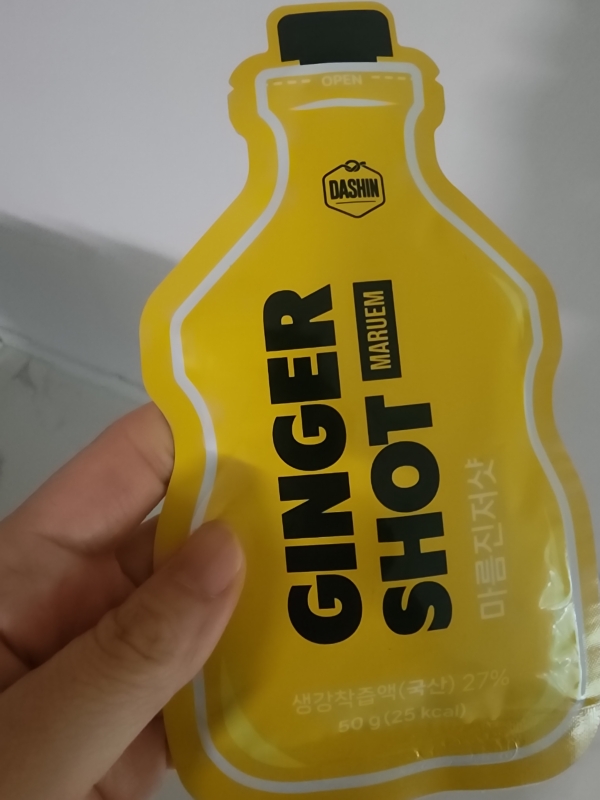 OPEN
DASHIN
GINGER
SHOT
MARUEM
마름진저샷
생강착즙액(국산) 27%
50 g (25 kcal)